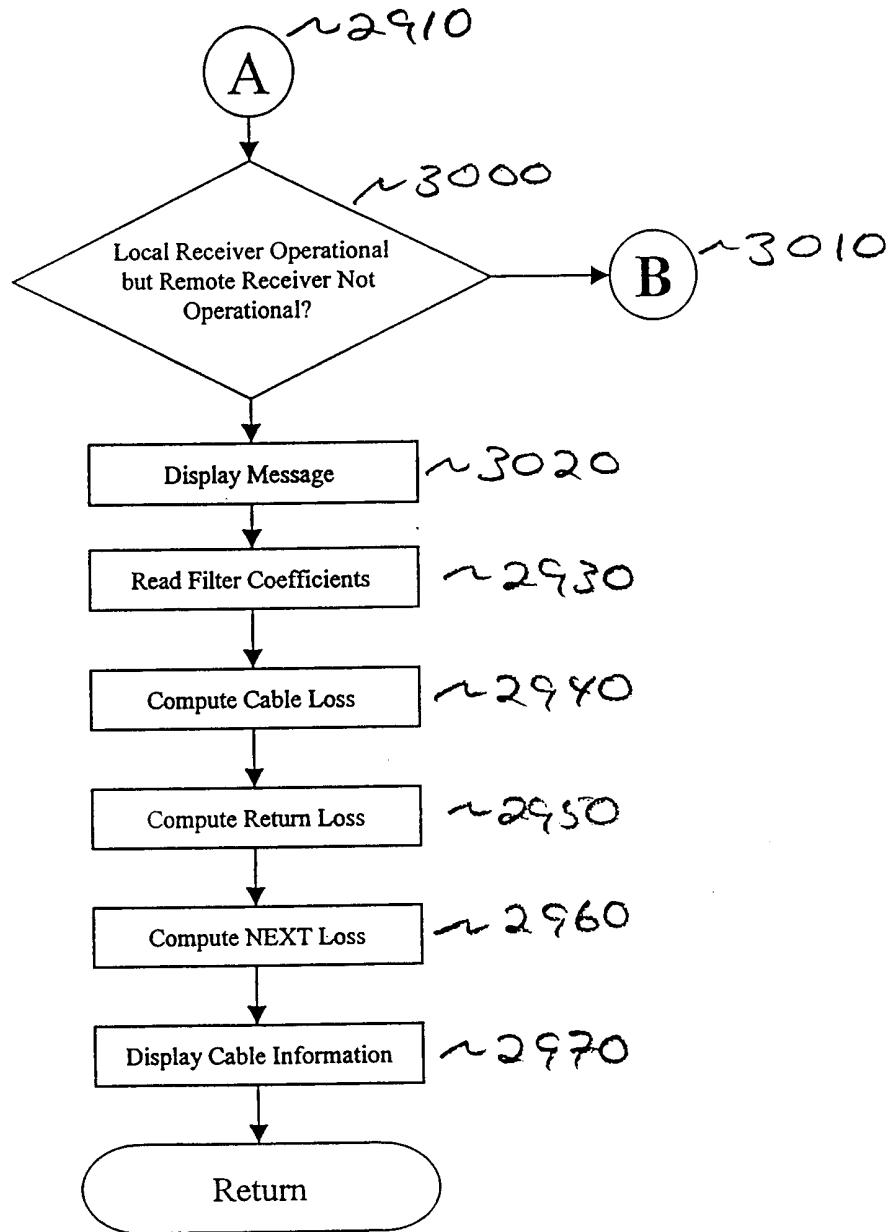 ~2910
A
~3000
Local Receiver Operational
but Remote Receiver Not
Operational?
B
~3010
Display Message
~3020
Read Filter Coefficients
~2930
Compute Cable Loss
~2940
Compute Return Loss
~2950
Compute NEXT Loss
~2960
Display Cable Information
~2970
Return